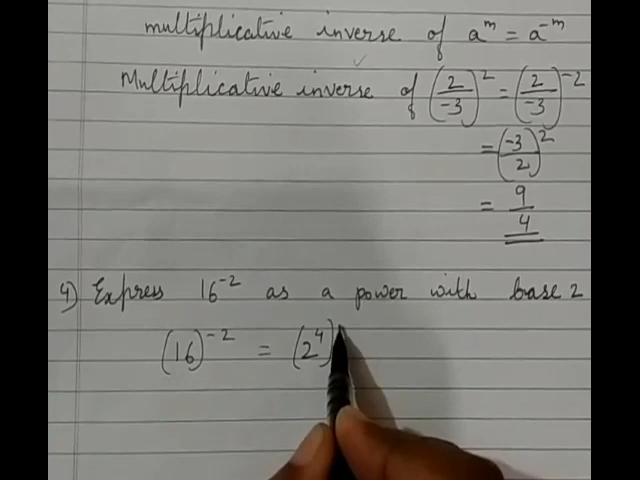 multiplicative inverse of a^m = a^-m
Multiplicative inverse of (2/-3)^2 = (2/-3)^-2
= (-3/2)^2
= 9/4
4) Express 16^-2 as a power with base 2
(16)^-2 = (2^4)